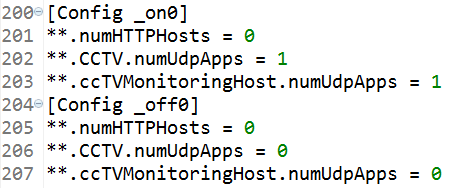 200 [Config _on0]
201 **.numHTTPHosts = 0
202 **.CCTV.numUdpApps = 1
203 **.ccTVMonitoringHost.numUdpApps = 1
204 [Config _off0]
205 **.numHTTPHosts = 0
206 **.CCTV.numUdpApps = 0
207 **.ccTVMonitoringHost.numUdpApps = 0